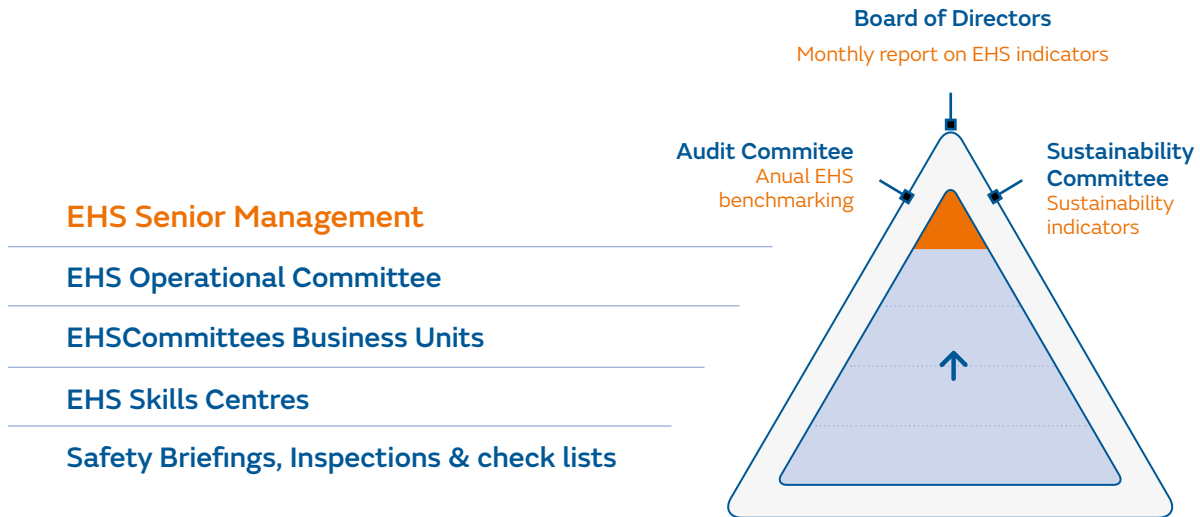 Board of Directors
Monthly report on EHS indicators
Audit Commitee
Anual EHS
benchmarking
Sustainability
Committee
Sustainability
indicators
EHS Senior Management
EHS Operational Committee
EHSCommittees Business Units
EHS Skills Centres
Safety Briefings, Inspections & check lists